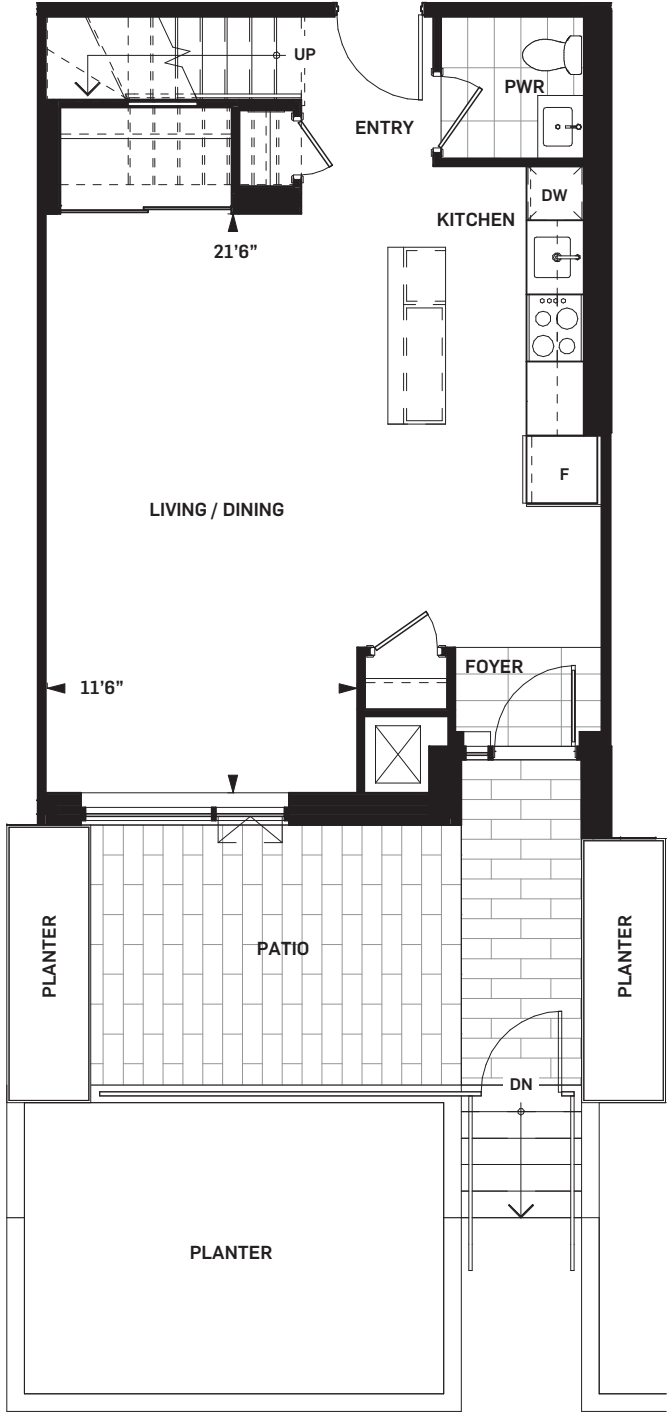 UP
PWR
ENTRY
DW
KITCHEN
21'6"
F
LIVING / DINING
FOYER
11'6"
PLANTER
PATIO
PLANTER
DN
PLANTER